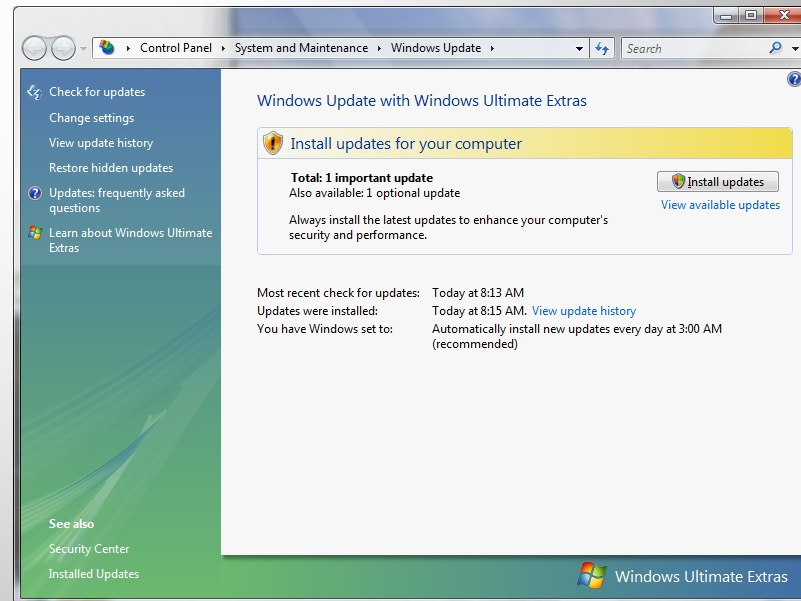 Control Panel
System and Maintenance
Windows Update
Search
Check for updates
Change settings
View update history
Restore hidden updates
Updates: frequently asked
questions
Learn about Windows Ultimate
Extras
Windows Update with Windows Ultimate Extras
Install updates for your computer
Total: 1 important update
Also available: 1 optional update
Install updates
View available updates
Always install the latest updates to enhance your computer's
security and performance.
Most recent check for updates: Today at 8:13 AM
Updates were installed: Today at 8:15 AM. View update history
You have Windows set to: Automatically install new updates every day at 3:00 AM
(recommended)
See also
Security Center
Installed Updates
Windows Ultimate Extras